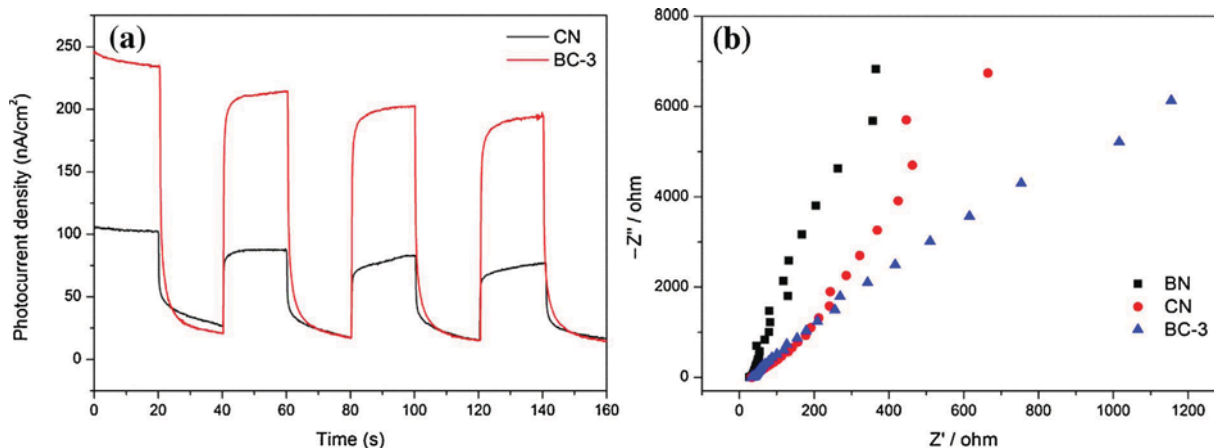 (a)
CN
BC-3
Photocurrent density (nA/cm²)
250
200
150
100
50
0
0 20 40 60 80 100 120 140 160
Time (s)
(b)
8000
6000
4000
2000
0
−Z" / ohm
BN
CN
BC-3
0 200 400 600 800 1000 1200
Z' / ohm